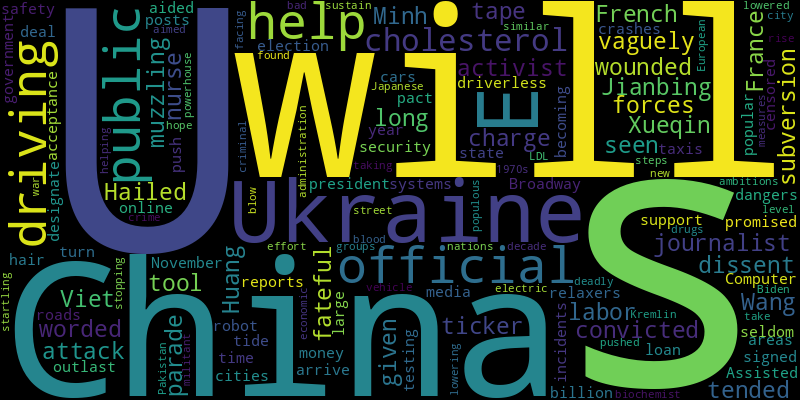 safety
posts
aided
help
Minh
tape
French
lowered
deal
sustain
bad
city
similar
facing
election
cholesterol
crashes
rise
aimed
vaguely
European
government
driving
public
muzzling
nurse
found
activist
wounded
France
powerhouse
cars
driverless
Japanese
Jianbing
censored
Will
U
E
pact
forces
acceptance
push
hope
long
year
charge
Xueqin
popular
measures
subversion
becoming
helping
criminal
security
state
LDL
seen
taxis
steps
taking
1970s
new
designate
war
Hailed
administration
president
systems
Broadway
ambitions
online
blow
Ukraine
populous
S
dangers
level
crime
street
support
promised
drugs
hair
turn
effort
blood
groups
nations
decade
official
journalist
November
Huang
reports
vehicle
electric
deadly
dissent
startling
Viet
stopping
tool
fateful
large
media
relaxers
Computer
Biden
China
roads
worded
economic
labor
Kremlin
take
Wang
robot
ticker
incidents
convicted
seldom
attack
parade
tide
given
testing
pushed
loan
areas
outlast
time
money
signed
Pakistan
militant
cities
arrive
lowering
billion
biochemist
Assisted
tended